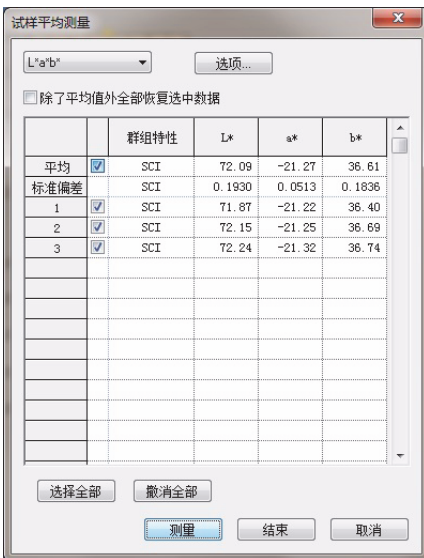 试样平均测量
L*a*b* 选项...
除了平均值外全部恢复选中数据
群组特性 L* a* b*
平均 SCI 72.09 -21.27 36.61
标准偏差 SCI 0.1930 0.0513 0.1836
1 SCI 71.87 -21.22 36.40
2 SCI 72.15 -21.25 36.69
3 SCI 72.24 -21.32 36.74
选择全部 撤消全部
测量 结束 取消